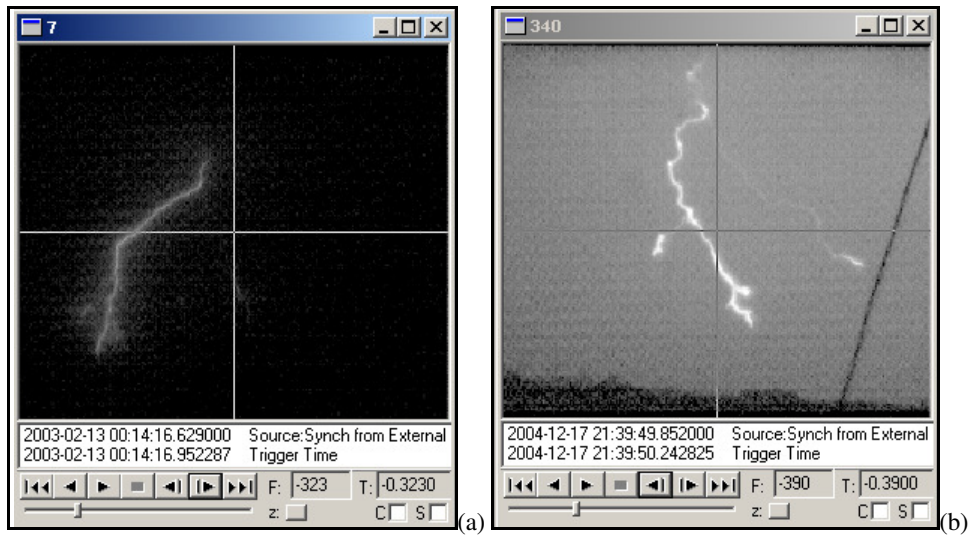 7
2003-02-13 00:14:16.629000 Source:Synch from External
2003-02-13 00:14:16.952287 Trigger Time
F: -323 T: -0.3230
z: C S
(a)
340
2004-12-17 21:39:49.852000 Source:Synch from External
2004-12-17 21:39:50.242825 Trigger Time
F: -390 T: -0.3900
z: C S
(b)